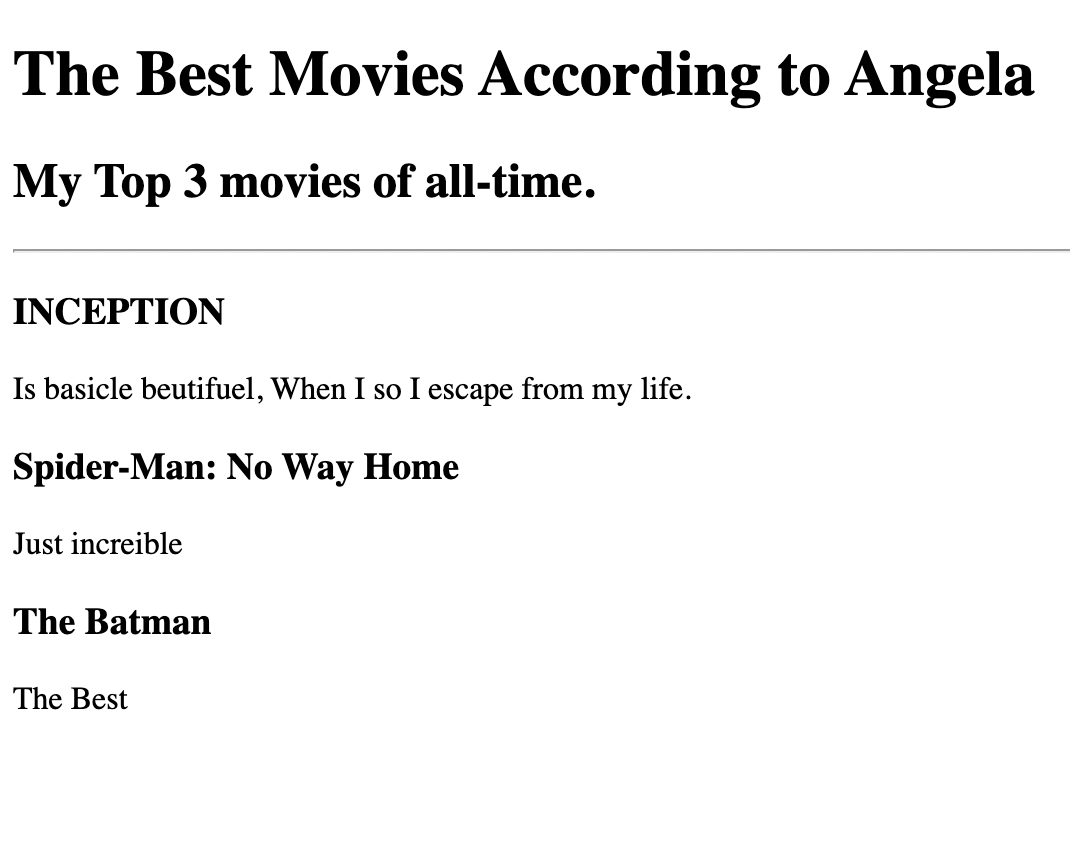 The Best Movies According to Angela
My Top 3 movies of all-time.
INCEPTION
Is basicle beutifuel, When I so I escape from my life.
Spider-Man: No Way Home
Just increible
The Batman
The Best